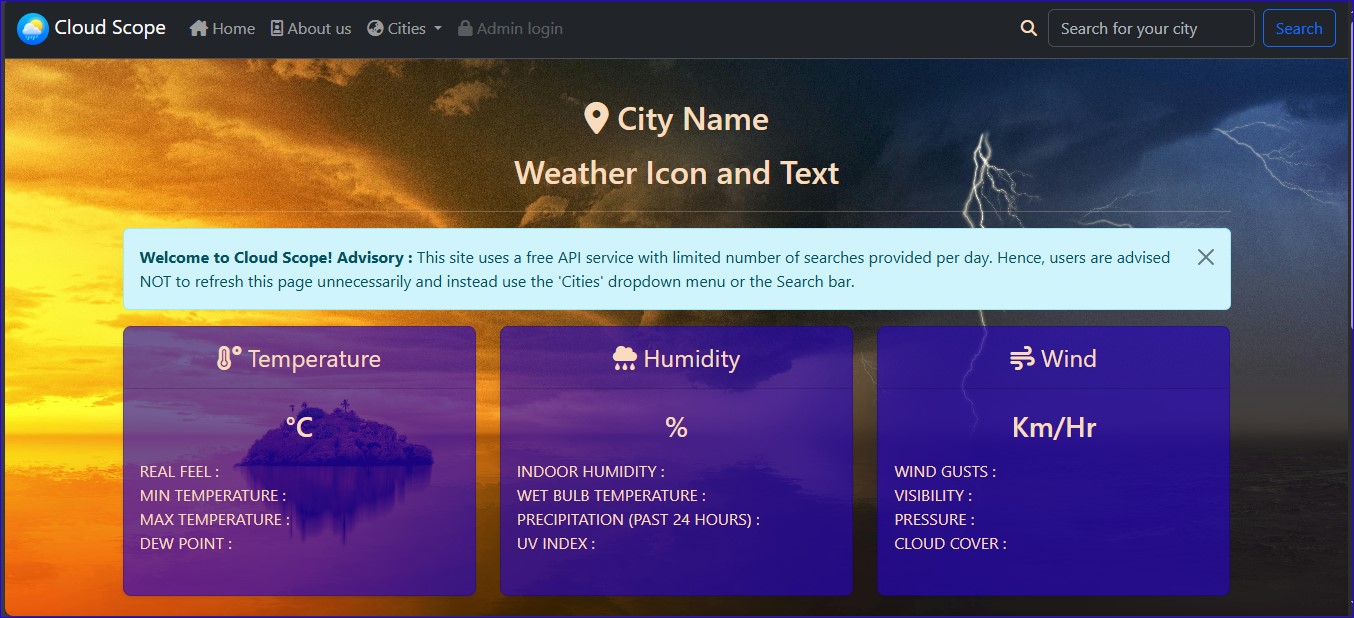 Cloud Scope Home About us Cities Admin login Search for your city Search
City Name
Weather Icon and Text
Welcome to Cloud Scope! Advisory : This site uses a free API service with limited number of searches provided per day. Hence, users are advised
NOT to refresh this page unnecessarily and instead use the 'Cities' dropdown menu or the Search bar.
Temperature
°C
REAL FEEL :
MIN TEMPERATURE :
MAX TEMPERATURE :
DEW POINT :
Humidity
%
INDOOR HUMIDITY :
WET BULB TEMPERATURE :
PRECIPITATION (PAST 24 HOURS) :
UV INDEX :
Wind
Km/Hr
WIND GUSTS :
VISIBILITY :
PRESSURE :
CLOUD COVER :